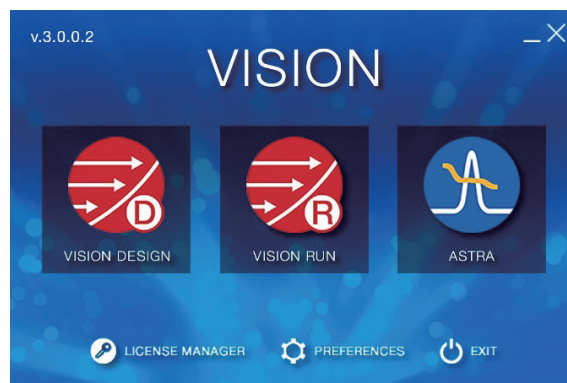 v.3.0.0.2
VISION
D
R
VISION DESIGN
VISION RUN
ASTRA
LICENSE MANAGER
PREFERENCES
EXIT